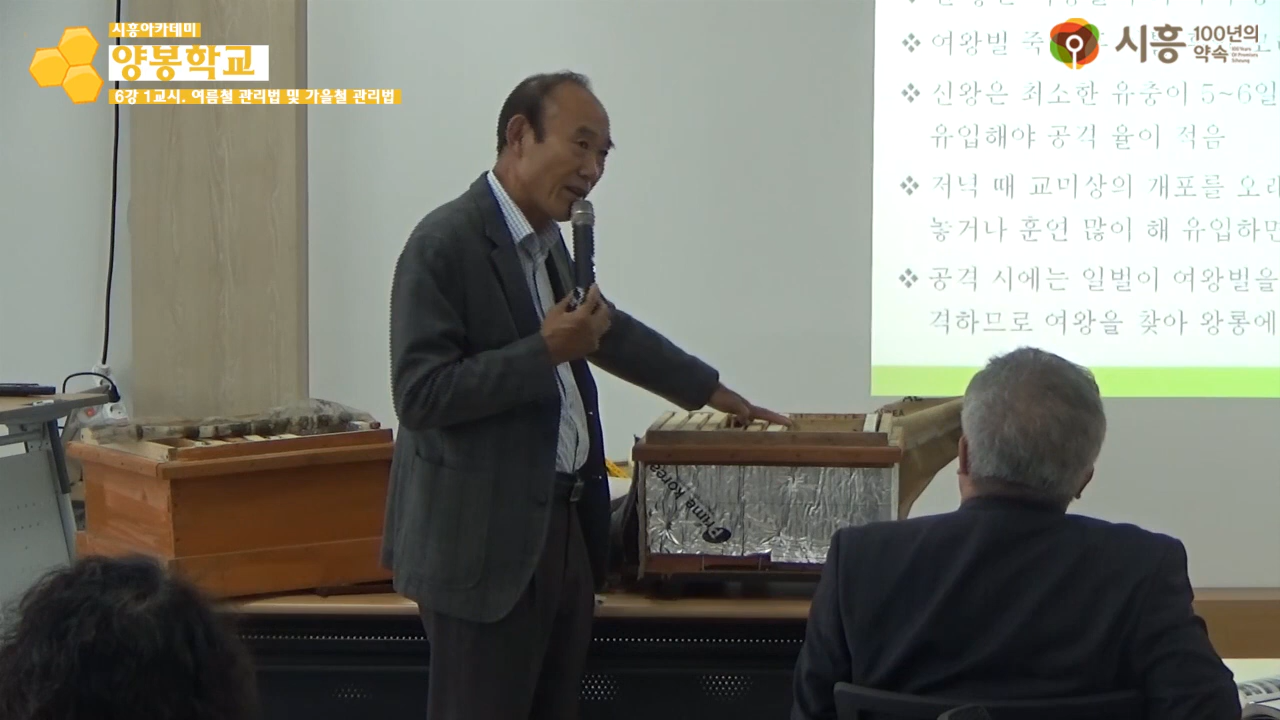 시흥아카데미
양봉학교
6강 1교시. 여름철 관리법 및 가을철 관리법
시흥 100년의 약속
❖ 여왕벌
❖ 신왕은 최소한 유충이 5~6일
유입해야 공격 율이 적음
❖ 저녁 때 교미상의 개포를 오래
놓거나 훈연 많이 해 유입하면
❖ 공격 시에는 일벌이 여왕벌을
격하므로 여왕을 찾아 왕롱에
Prime korea